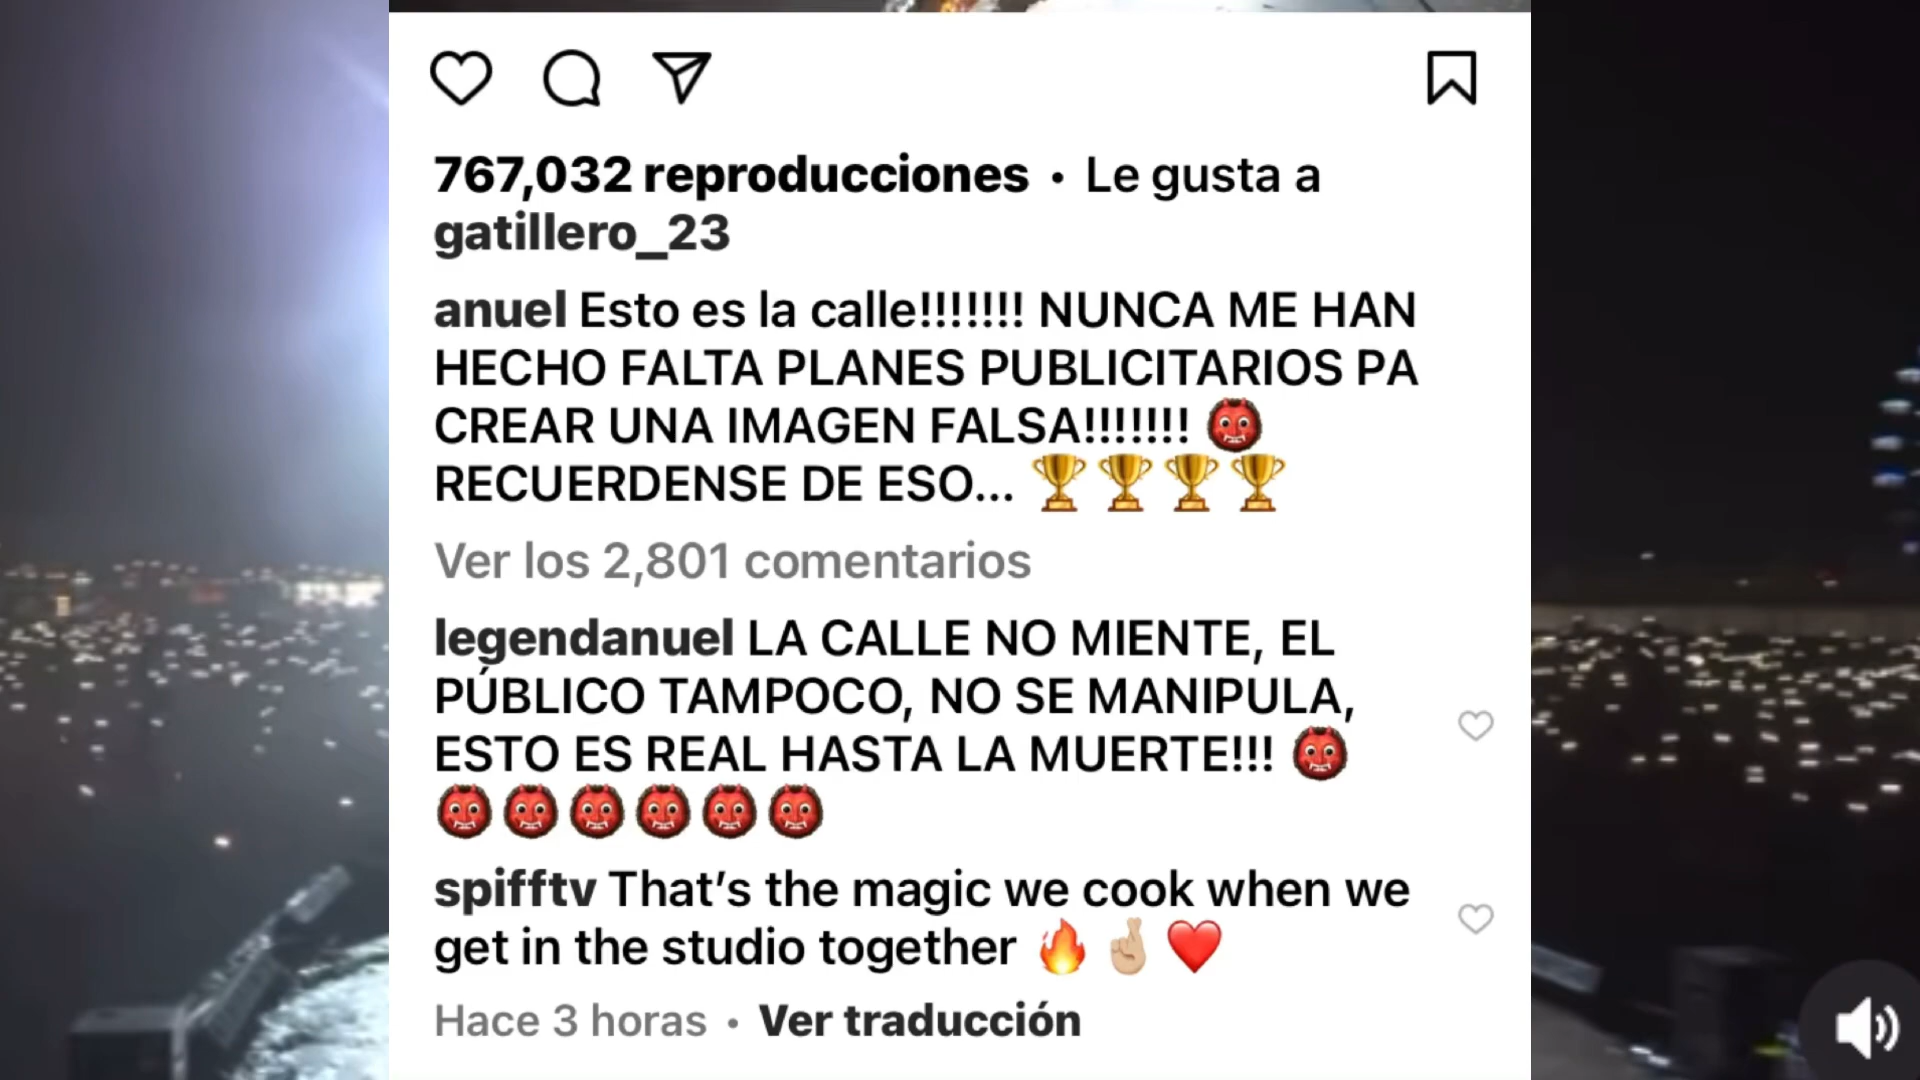 767,032 reproducciones • Le gusta a
gatillero_23
anuel Esto es la calle!!!!!!! NUNCA ME HAN
HECHO FALTA PLANES PUBLICITARIOS PA
CREAR UNA IMAGEN FALSA!!!!!!! 👹
RECUERDENSE DE ESO... 🏆🏆🏆🏆
Ver los 2,801 comentarios
legendanuel LA CALLE NO MIENTE, EL
PÚBLICO TAMPOCO, NO SE MANIPULA,
ESTO ES REAL HASTA LA MUERTE!!! 👹
👹👹👹👹👹👹
spifftv That's the magic we cook when we
get in the studio together 🔥🤞🏼❤️
Hace 3 horas • Ver traducción